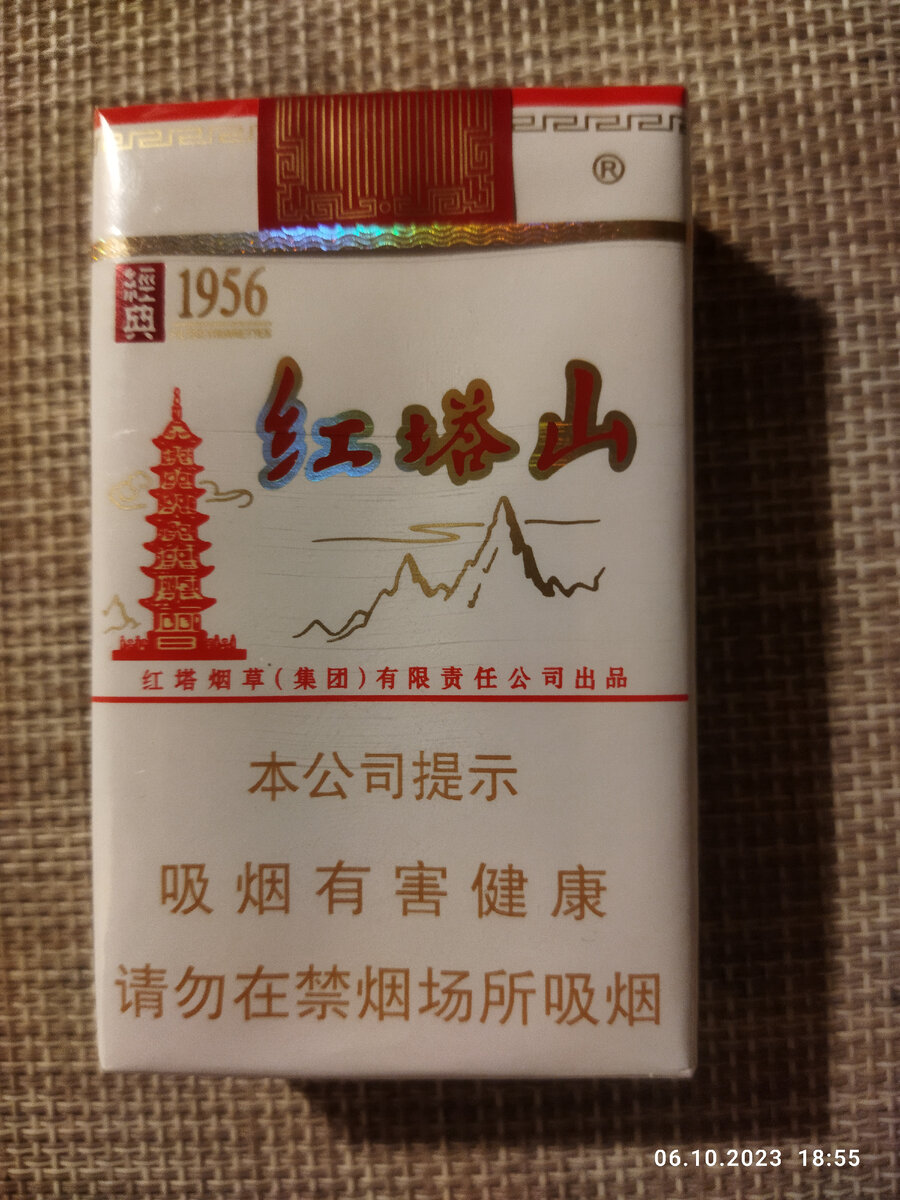 ®
經典
1956
红塔山
红塔烟草(集团)有限责任公司出品
本公司提示
吸烟有害健康
请勿在禁烟场所吸烟
06.10.2023 18:55